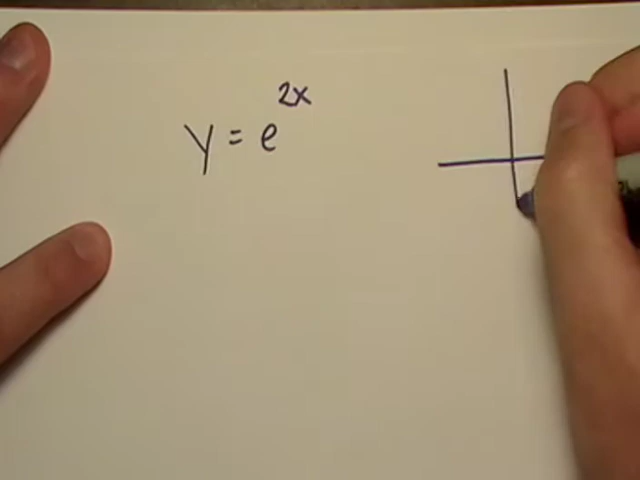 y = e^{2x}